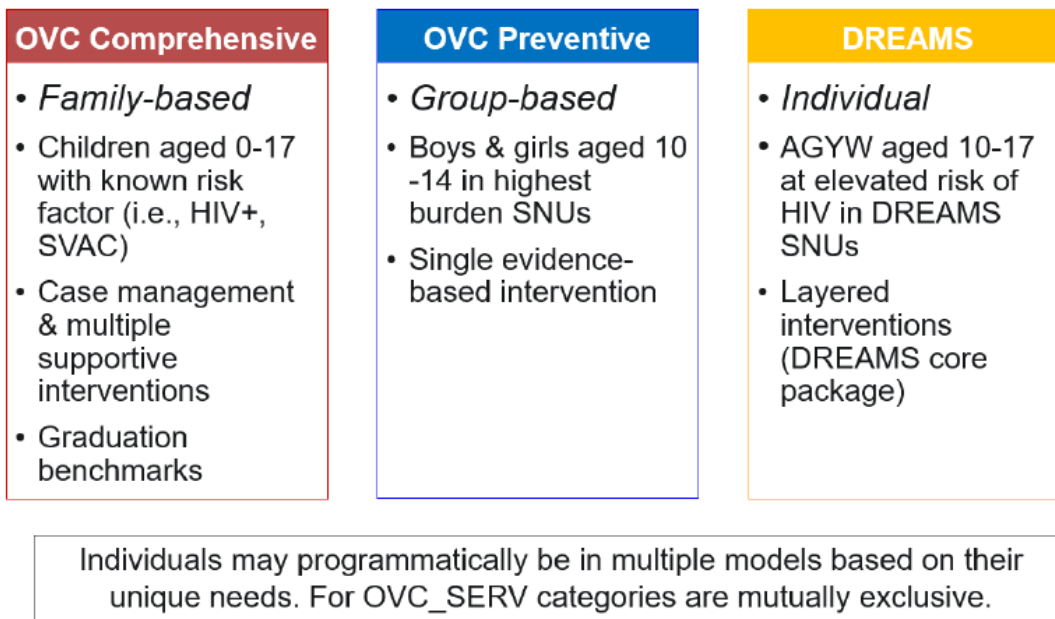 OVC Comprehensive
• Family-based
• Children aged 0-17
with known risk
factor (i.e., HIV+,
SVAC)
• Case management
& multiple
supportive
interventions
• Graduation
benchmarks
OVC Preventive
• Group-based
• Boys & girls aged 10
-14 in highest
burden SNUs
• Single evidence-
based intervention
DREAMS
• Individual
• AGYW aged 10-17
at elevated risk of
HIV in DREAMS
SNUs
• Layered
interventions
(DREAMS core
package)
Individuals may programmatically be in multiple models based on their
unique needs. For OVC_SERV categories are mutually exclusive.